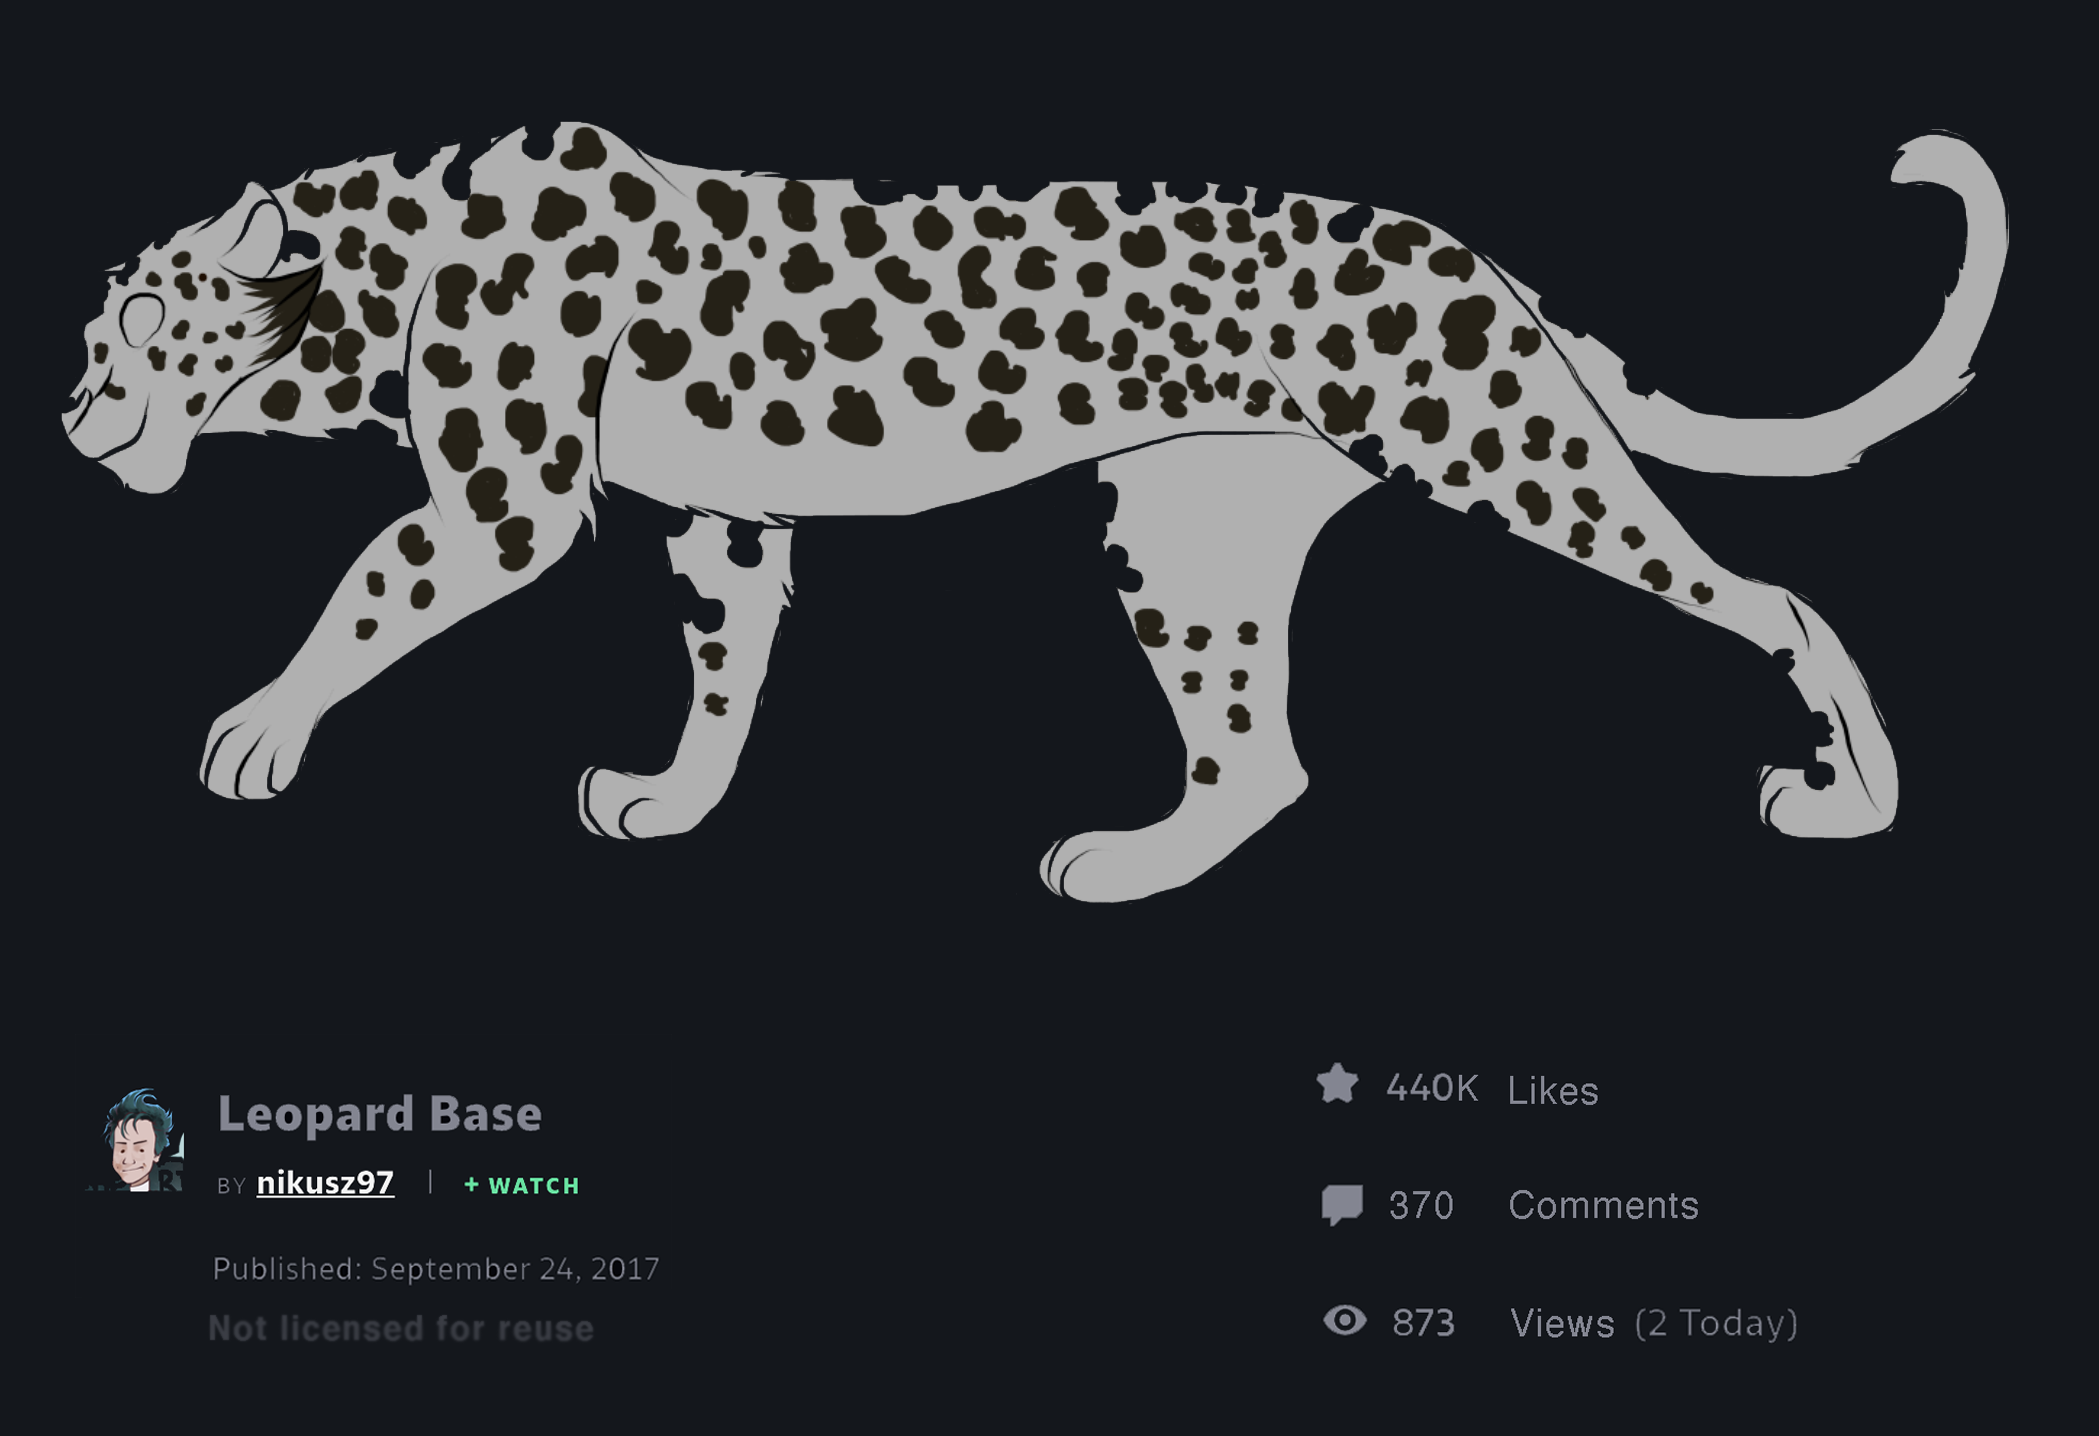 Leopard Base
BY nikusz97 | + WATCH
Published: September 24, 2017
Not licensed for reuse
440K Likes
370 Comments
873 Views (2 Today)